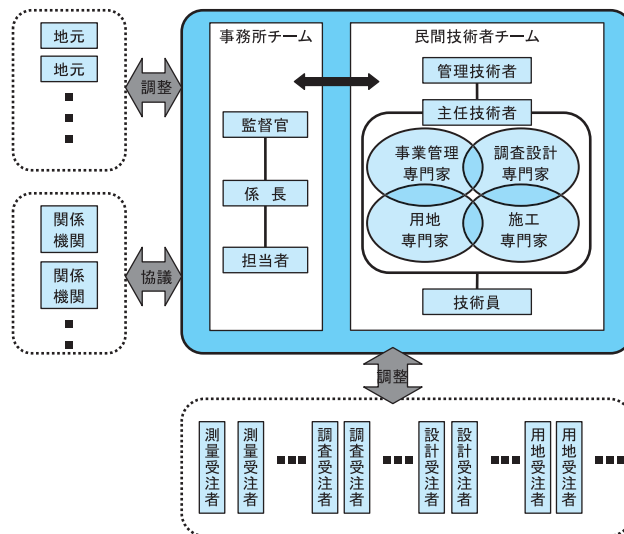 地元
地元
調整
関係
機関
関係
機関
協議
事務所チーム
監督官
係 長
担当者
民間技術者チーム
管理技術者
主任技術者
事業管理
専門家
調査設計
専門家
用地
専門家
施工
専門家
技術員
調整
測量受注者
測量受注者
調査受注者
調査受注者
設計受注者
設計受注者
用地受注者
用地受注者